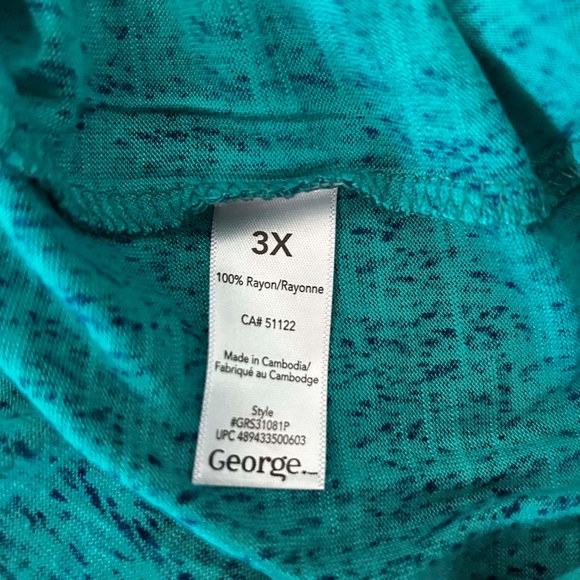 3X
100% Rayon/Rayonne
CA# 51122
Made in Cambodia/
Fabriqué au Cambodge
Style
#GRS31081P
UPC 489433500603
George.